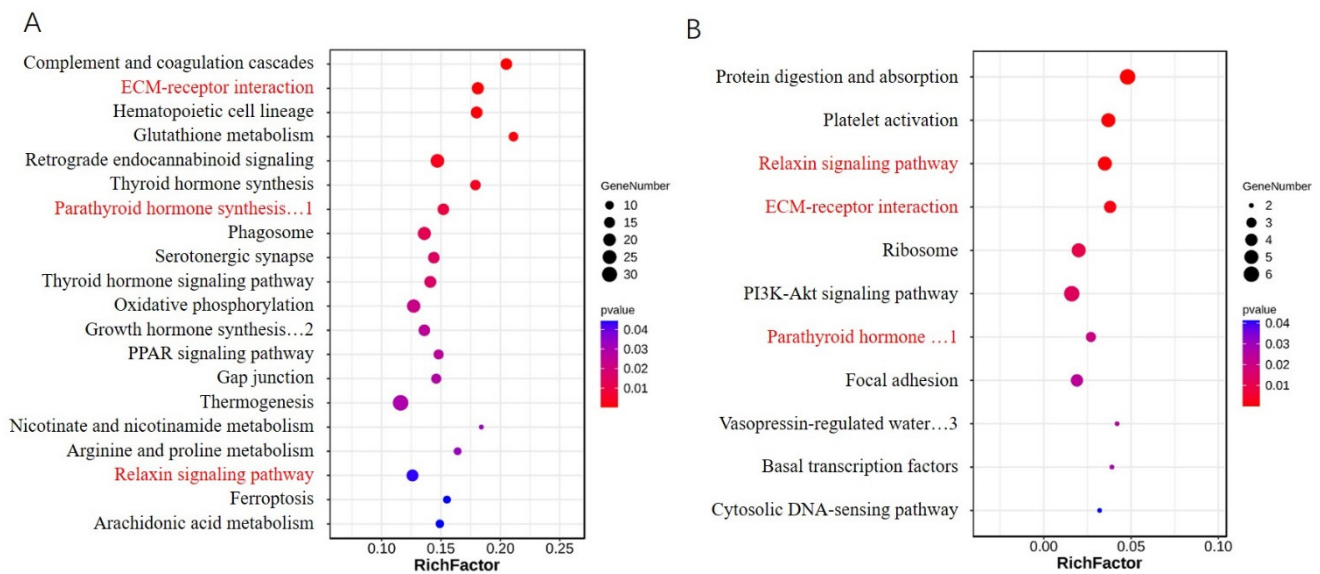 A
Complement and coagulation cascades
ECM-receptor interaction
Hematopoietic cell lineage
Glutathione metabolism
Retrograde endocannabinoid signaling
Thyroid hormone synthesis
Parathyroid hormone synthesis…1
Phagosome
Serotonergic synapse
Thyroid hormone signaling pathway
Oxidative phosphorylation
Growth hormone synthesis…2
PPAR signaling pathway
Gap junction
Thermogenesis
Nicotinate and nicotinamide metabolism
Arginine and proline metabolism
Relaxin signaling pathway
Ferroptosis
Arachidonic acid metabolism
0.10 0.15 0.20 0.25
RichFactor
GeneNumber
10
15
20
25
30
pvalue
0.04
0.03
0.02
0.01
B
Protein digestion and absorption
Platelet activation
Relaxin signaling pathway
ECM-receptor interaction
Ribosome
PI3K-Akt signaling pathway
Parathyroid hormone …1
Focal adhesion
Vasopressin-regulated water…3
Basal transcription factors
Cytosolic DNA-sensing pathway
0.00 0.05 0.10
RichFactor
GeneNumber
2
3
4
5
6
pvalue
0.04
0.03
0.02
0.01